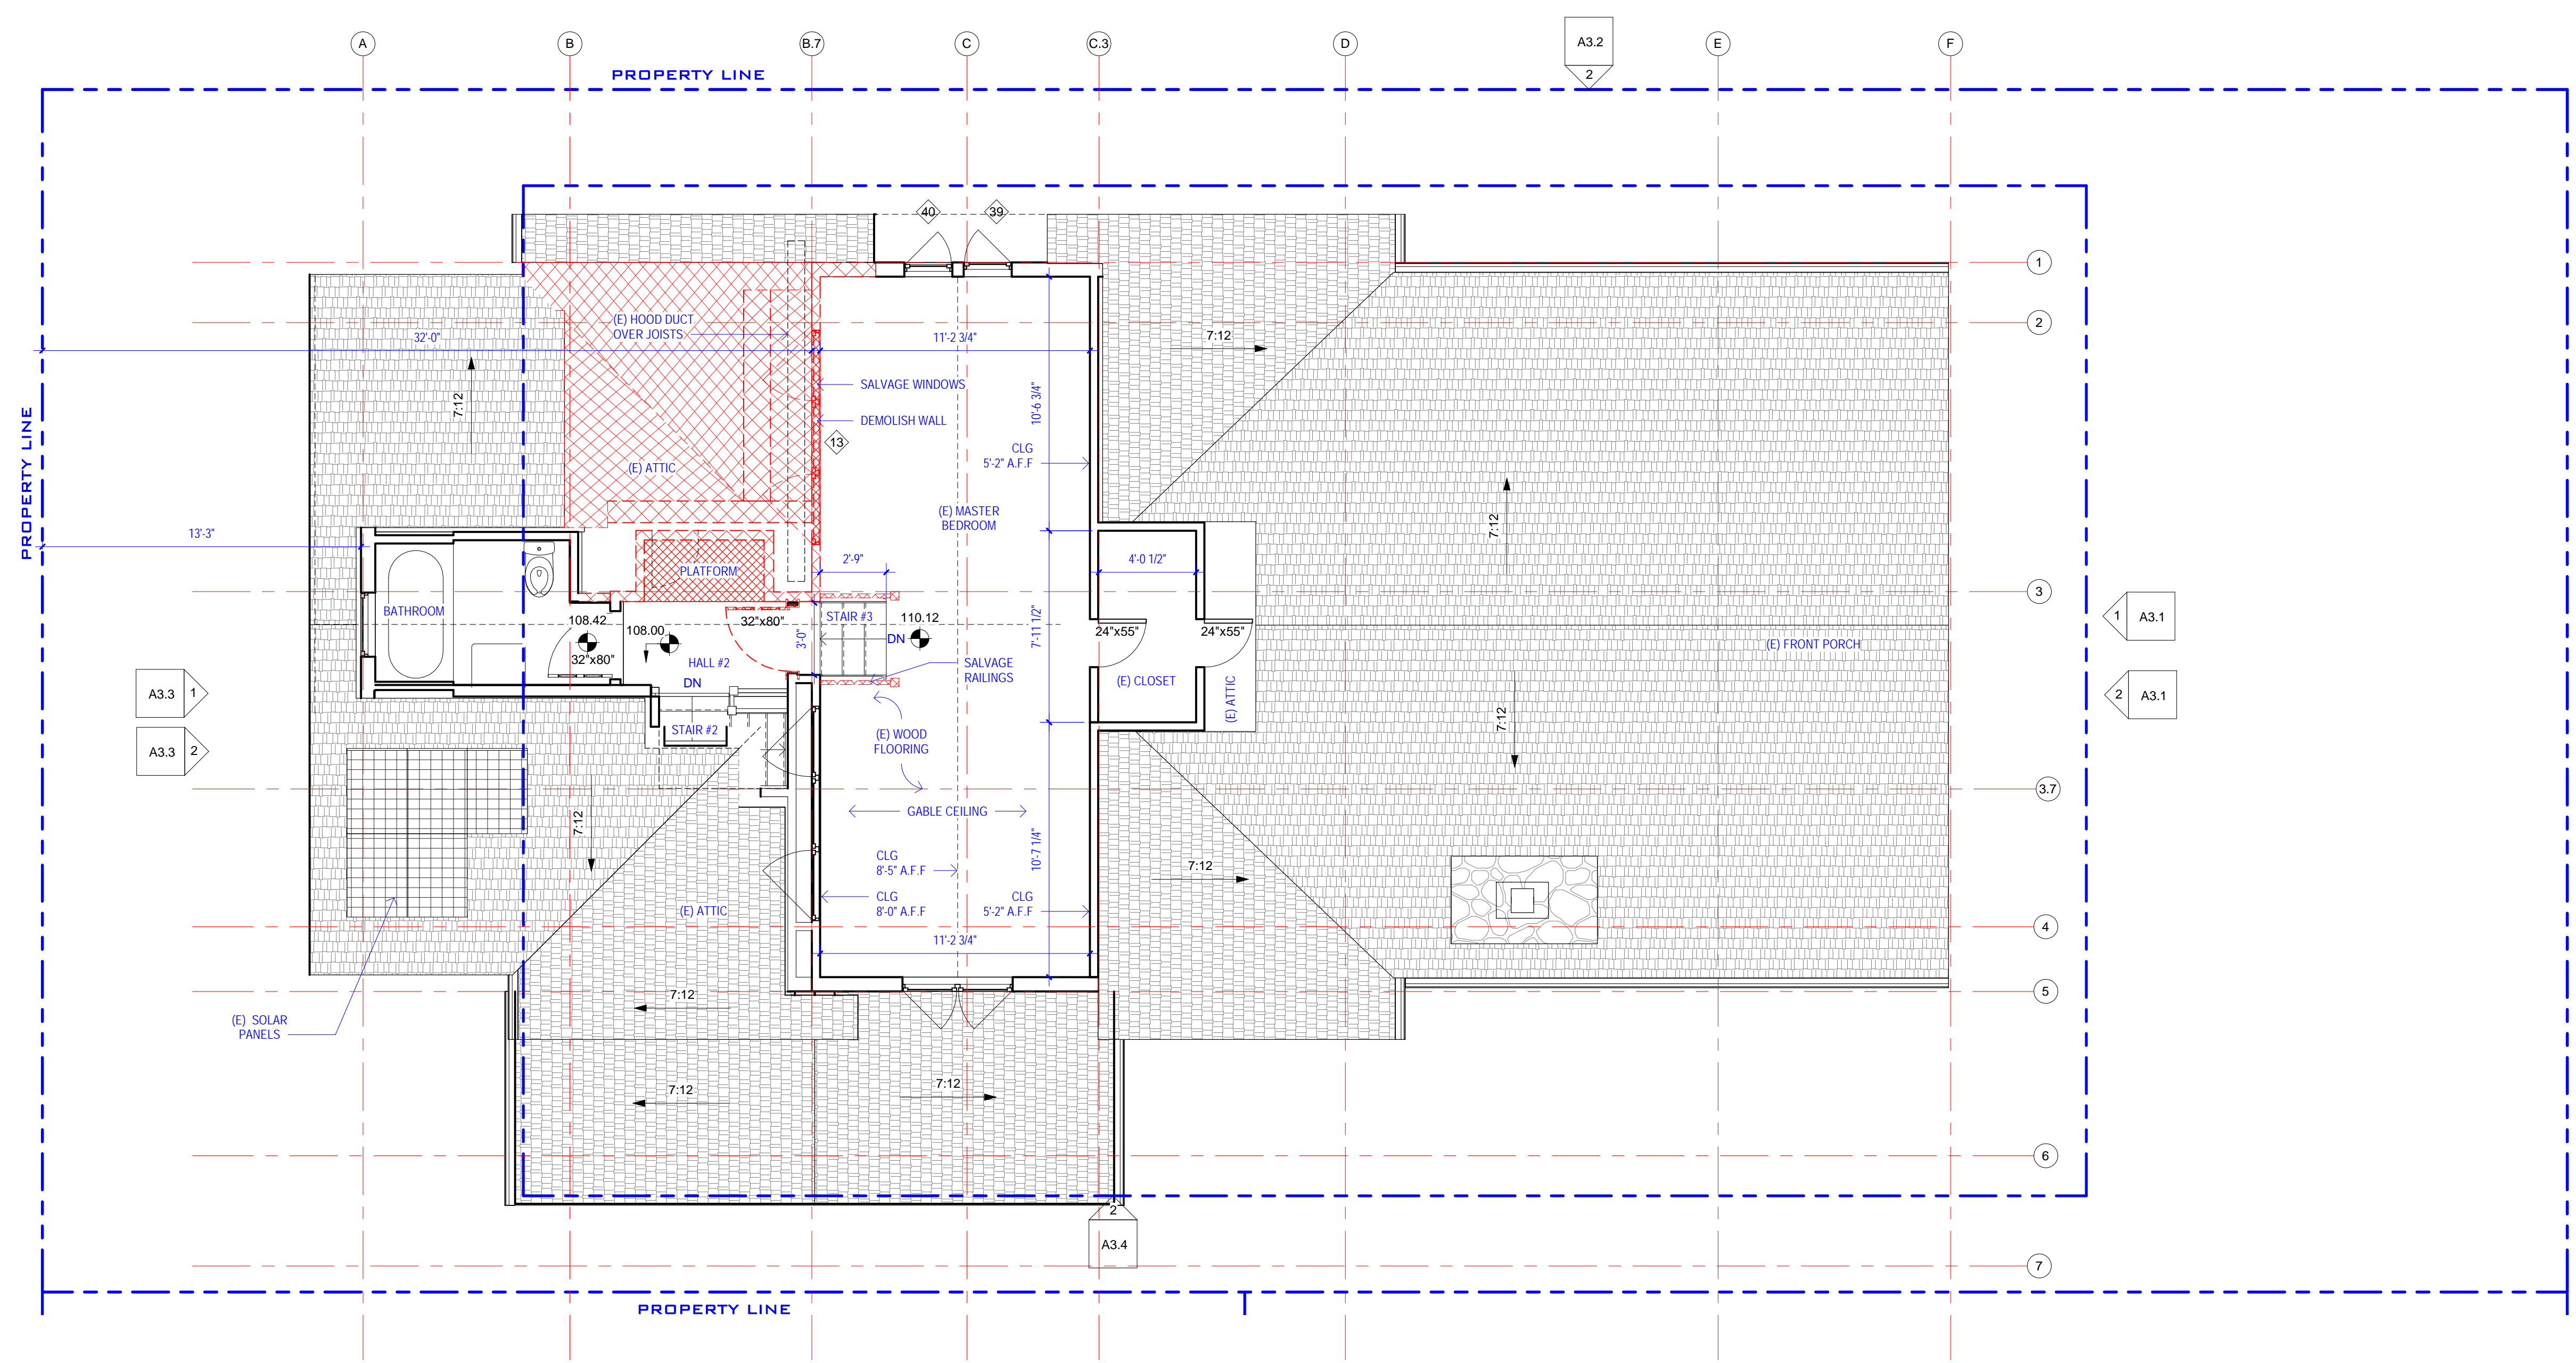 A3.2
2
A
B
B.7
C
C.3
D
E
F
PROPERTY LINE
40
39
1
(E) HOOD DUCT
OVER JOISTS
2
32'-0"
11'-2 3/4"
7:12
7:12
SALVAGE WINDOWS
10'-6 3/4"
DEMOLISH WALL
13
CLG
5'-2" A.F.F
(E) ATTIC
PROPERTY LINE
(E) MASTER
BEDROOM
7:12
13'-3"
2'-9"
4'-0 1/2"
PLATFORM
3
BATHROOM
108.42
108.00
32"x80"
STAIR #3
110.12
A3.1
1
3'-0"
DN
7'-11 1/2"
24"x55"
24"x55"
(E) FRONT PORCH
32"x80"
HALL #2
SALVAGE
RAILINGS
DN
(E) CLOSET
(E) ATTIC
A3.3
1
2
A3.1
STAIR #2
7:12
(E) WOOD
FLOORING
A3.3
2
3.7
GABLE CEILING
7:12
10'-7 1/4"
CLG
8'-5" A.F.F
7:12
CLG
8'-0" A.F.F
CLG
5'-2" A.F.F
(E) ATTIC
4
11'-2 3/4"
7:12
5
(E) SOLAR
PANELS
7:12
7:12
6
2
A3.4
7
PROPERTY LINE